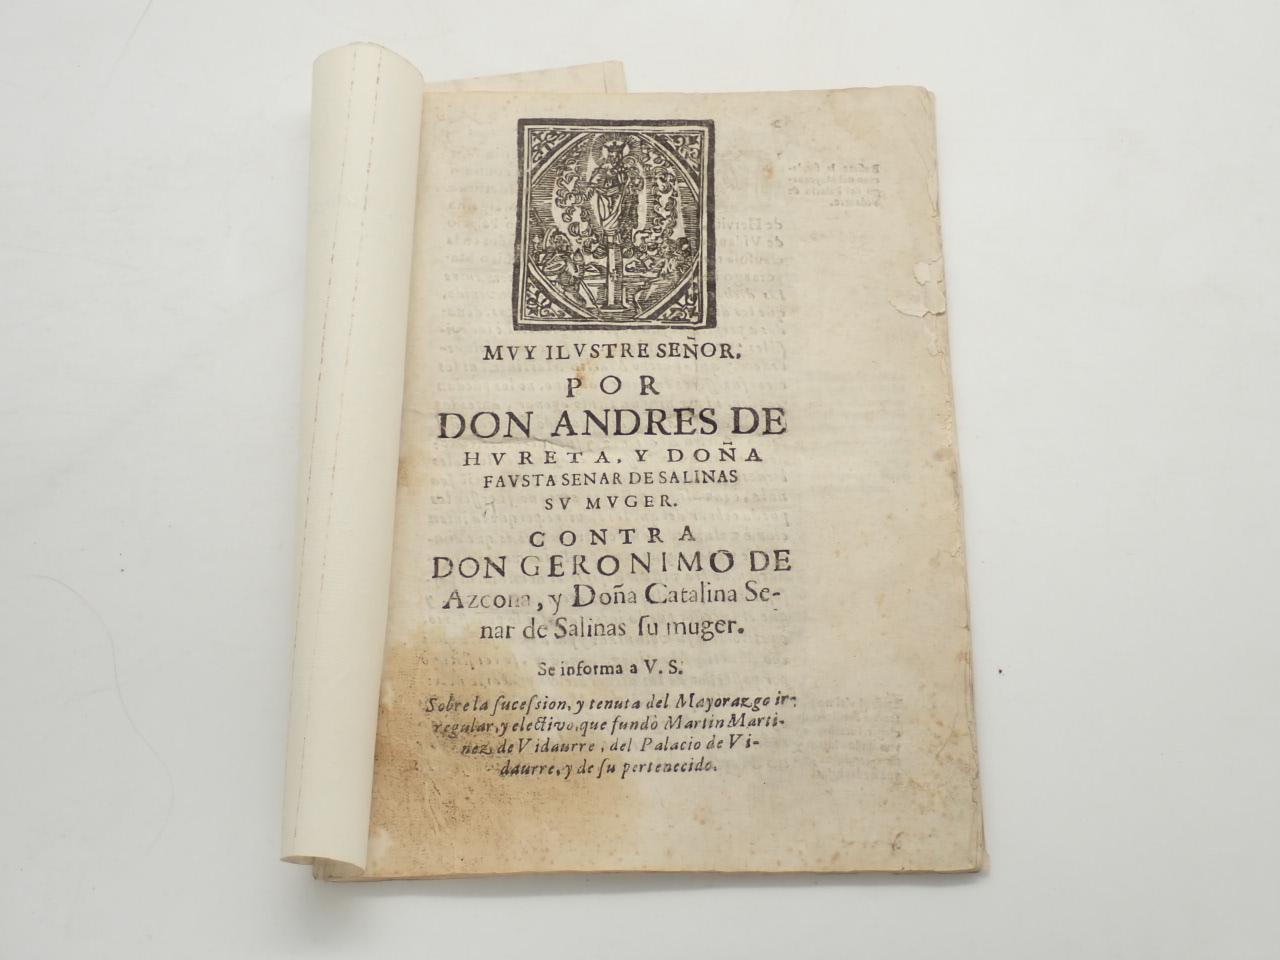 MVY ILVSTRE SEÑOR.
POR
DON ANDRES DE
HVRETA, Y DOÑA
FAVSTA SENAR DE SALINAS
SV MVGER.
CONTRA
DON GERONIMO DE
Azcona, y Doña Catalina Se-
nar de Salinas ſu muger.
Se informa a V. S.
Sobre la ſuceſsion, y tenuta del Mayorazgo ir-
regular, y electivo, que fundò Martin Marti-
nez de Vidaurre, del Palacio de Vi-
daurre, y de ſu pertenecido.